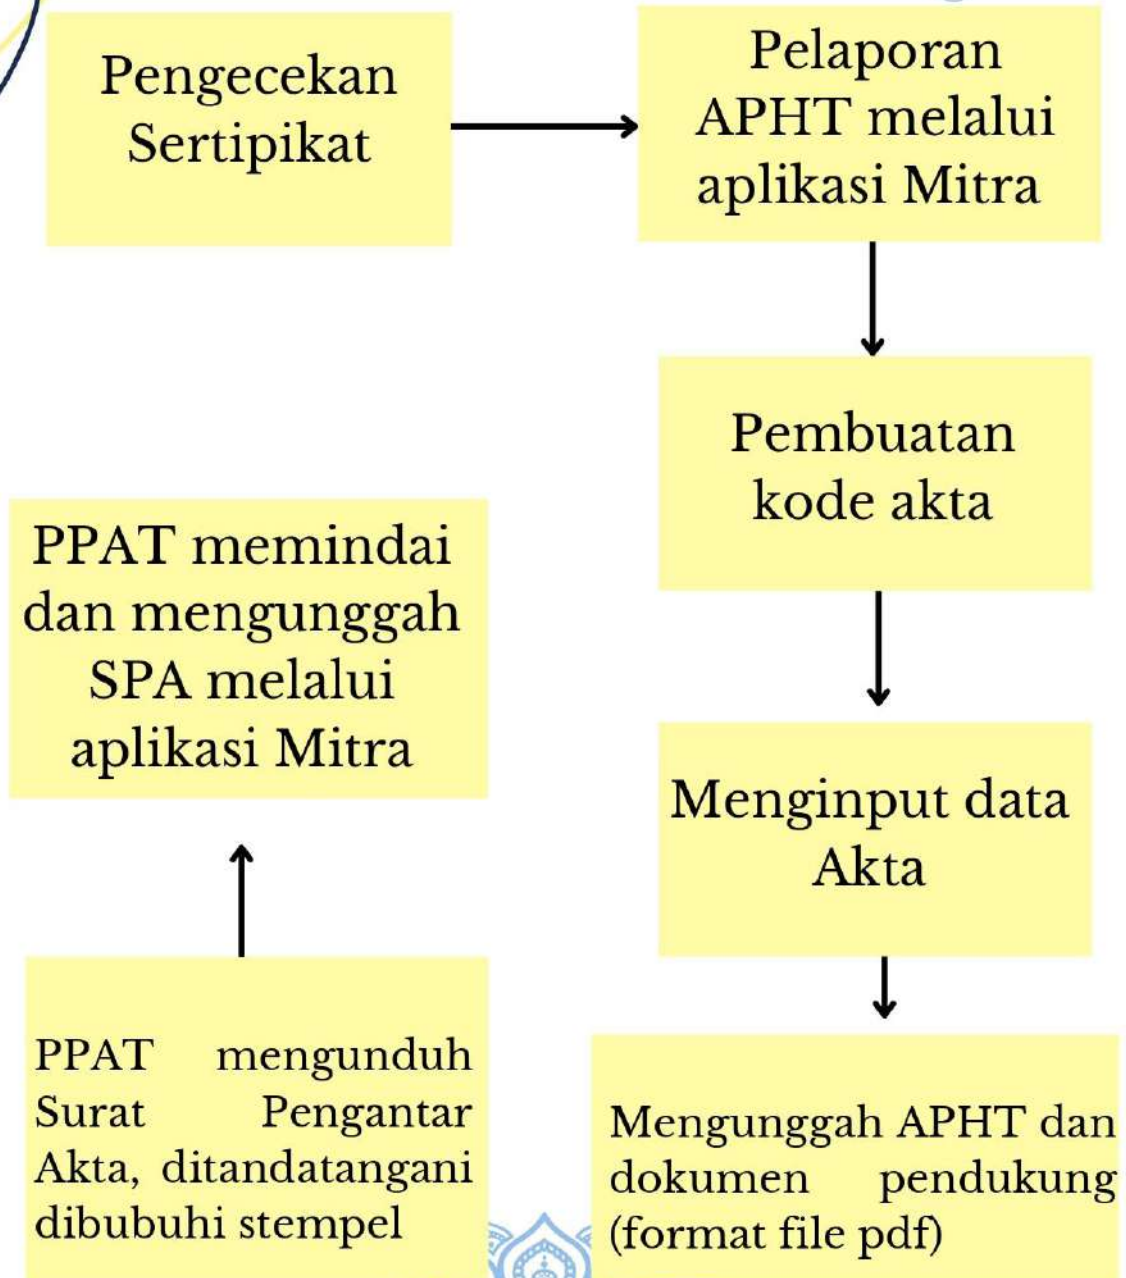 Pengecekan
Sertipikat
Pelaporan
APHT melalui
aplikasi Mitra
Pembuatan
kode akta
Menginput data
Akta
Mengunggah APHT dan
dokumen pendukung
(format file pdf)
PPAT mengunduh
Surat Pengantar
Akta, ditandatangani
dibubuhi stempel
PPAT memindai
dan mengunggah
SPA melalui
aplikasi Mitra